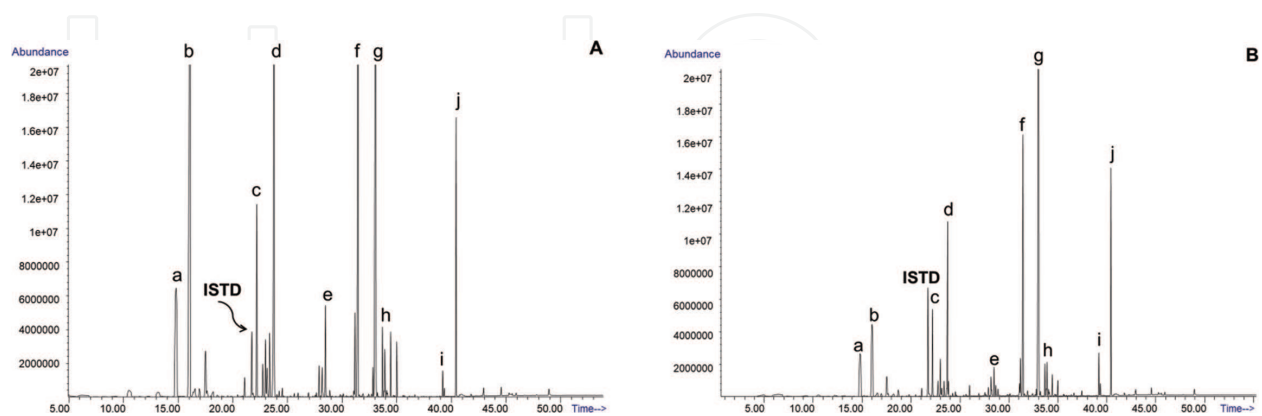 A
Abundance
b
d
f
g
2e+07
1.8e+07
j
1.6e+07
1.4e+07
1.2e+07
c
1e+07
8000000
a
ISTD
6000000
e
4000000
h
2000000
i
5.00 10.00 15.00 20.00 25.00 30.00 35.00 40.00 45.00 50.00 Time-->
B
Abundance
g
2e+07
1.8e+07
f
1.6e+07
j
1.4e+07
1.2e+07
d
1e+07
8000000
ISTD
6000000
c
b
4000000
a
i
e
h
2000000
5.00 10.00 15.00 20.00 25.00 30.00 35.00 40.00 45.00 50.00 Time-->